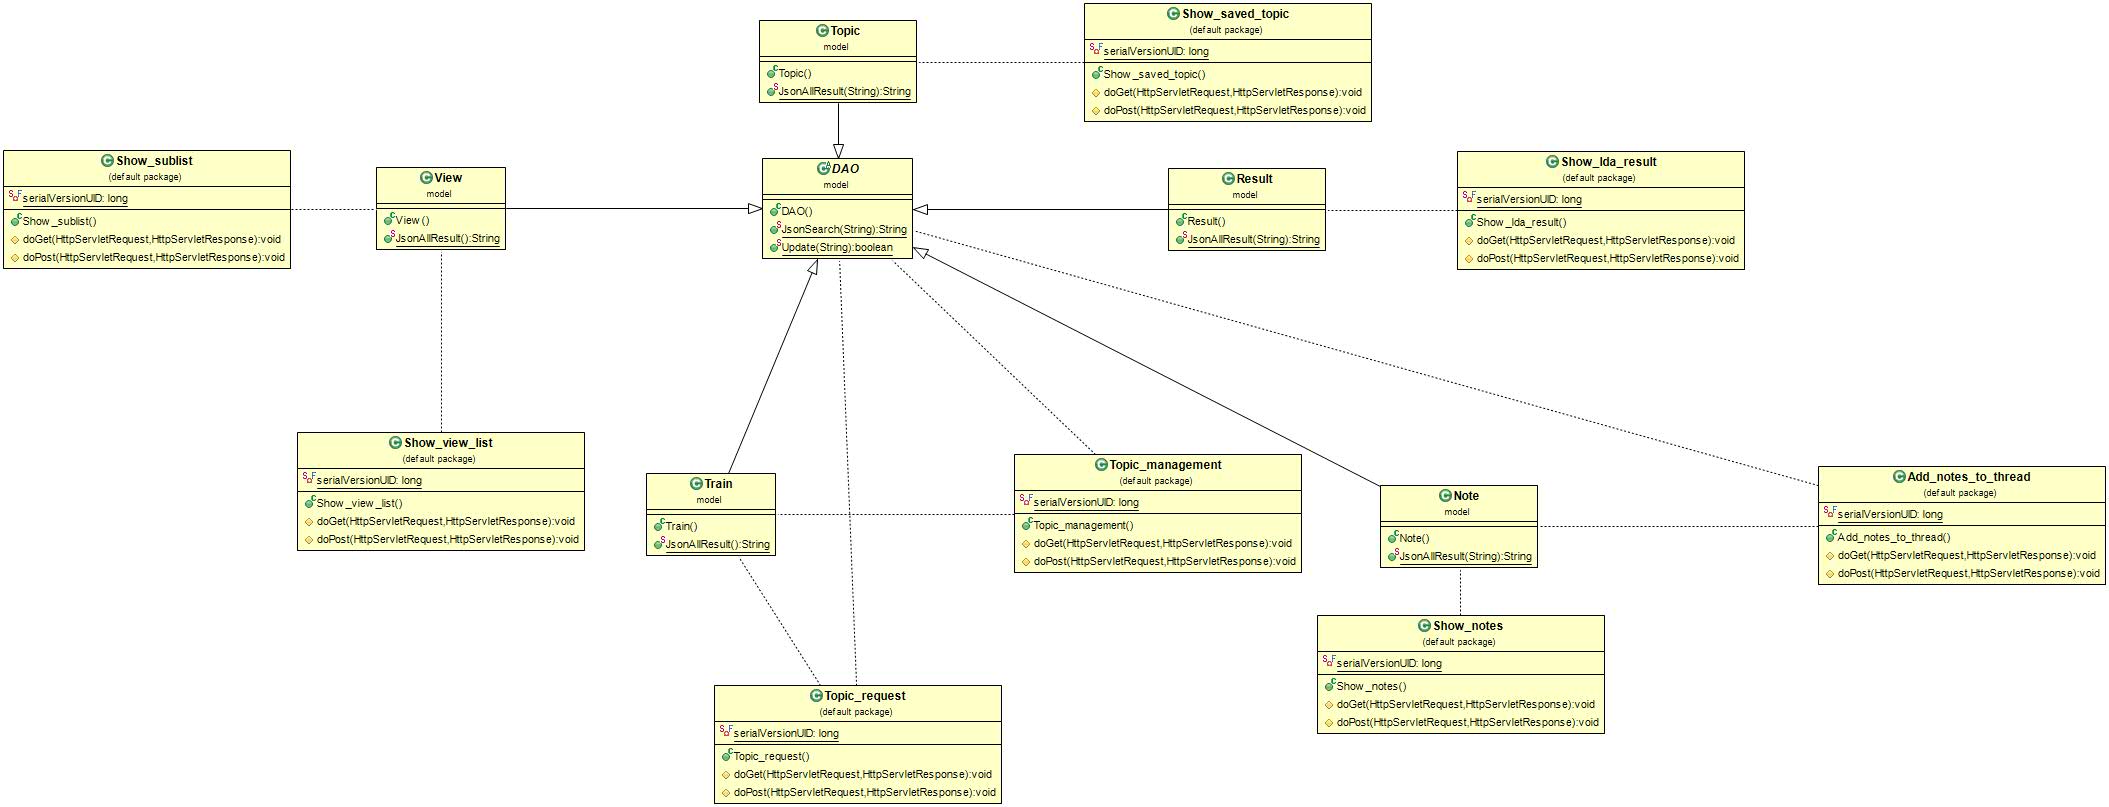 Topic
model
Topic()
JsonAllResult(String):String
Show_saved_topic
(default package)
serialVersionUID: long
Show_saved_topic()
doGet(HttpServletRequest,HttpServletResponse):void
doPost(HttpServletRequest,HttpServletResponse):void
Show_sublist
(default package)
serialVersionUID: long
Show_sublist()
doGet(HttpServletRequest,HttpServletResponse):void
doPost(HttpServletRequest,HttpServletResponse):void
View
model
View()
JsonAllResult():String
DAO
model
DAO()
JsonSearch(String):String
Update(String):boolean
Result
model
Result()
JsonAllResult(String):String
Show_lda_result
(default package)
serialVersionUID: long
Show_lda_result()
doGet(HttpServletRequest,HttpServletResponse):void
doPost(HttpServletRequest,HttpServletResponse):void
Show_view_list
(default package)
serialVersionUID: long
Show_view_list()
doGet(HttpServletRequest,HttpServletResponse):void
doPost(HttpServletRequest,HttpServletResponse):void
Train
model
Train()
JsonAllResult():String
Topic_management
(default package)
serialVersionUID: long
Topic_management()
doGet(HttpServletRequest,HttpServletResponse):void
doPost(HttpServletRequest,HttpServletResponse):void
Note
model
Note()
JsonAllResult(String):String
Add_notes_to_thread
(default package)
serialVersionUID: long
Add_notes_to_thread()
doGet(HttpServletRequest,HttpServletResponse):void
doPost(HttpServletRequest,HttpServletResponse):void
Show_notes
(default package)
serialVersionUID: long
Show_notes()
doGet(HttpServletRequest,HttpServletResponse):void
doPost(HttpServletRequest,HttpServletResponse):void
Topic_request
(default package)
serialVersionUID: long
Topic_request()
doGet(HttpServletRequest,HttpServletResponse):void
doPost(HttpServletRequest,HttpServletResponse):void